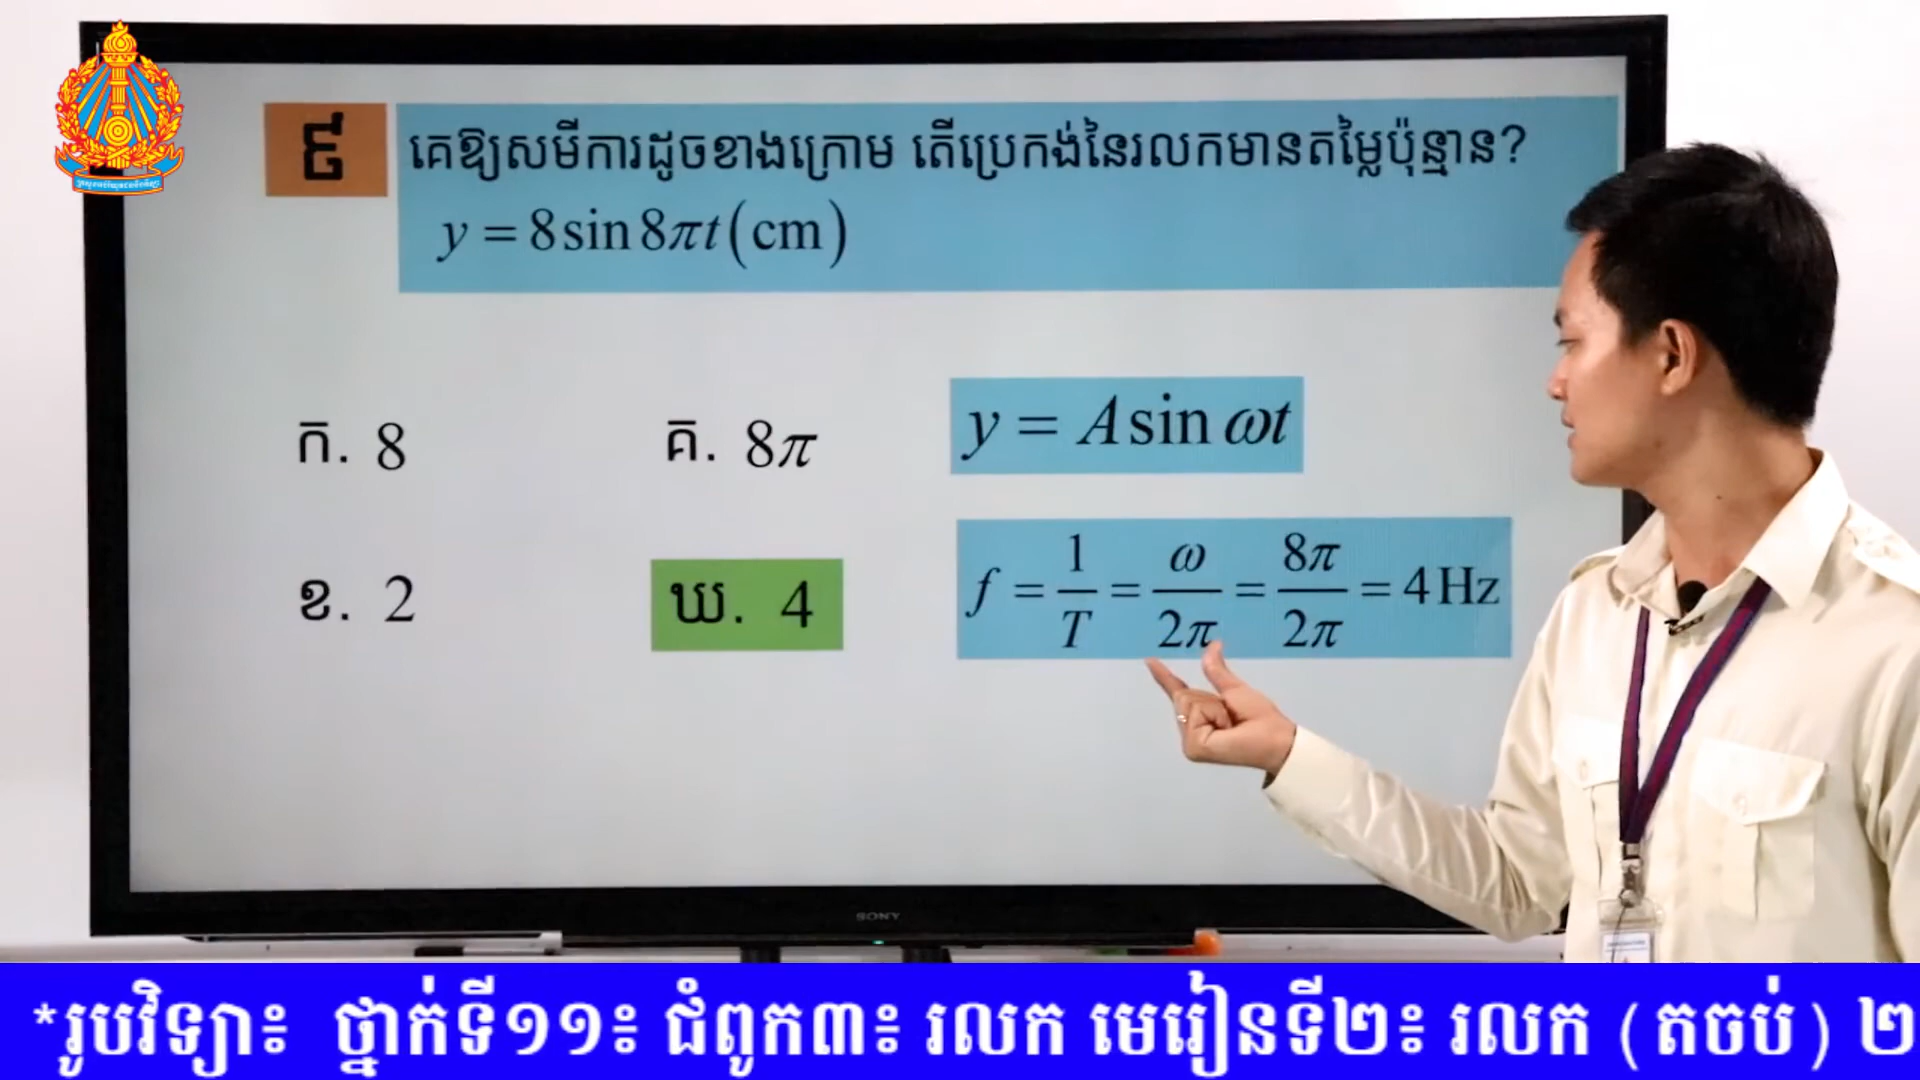 ៩
គេឱ្យសមីការដូចខាងក្រោម តើប្រេកង់នៃរលកមានតម្លៃប៉ុន្មាន?
y = 8 sin 8πt (cm)
ក. 8
គ. 8π
y = A sin ωt
ខ. 2
ឃ. 4
f = 1/T = ω/2π = 8π/2π = 4 Hz
SONY
*រូបវិទ្យា៖ ថ្នាក់ទី១១៖ ជំពូក៣៖ រលក មេរៀនទី២៖ រលក (តចប់) ២